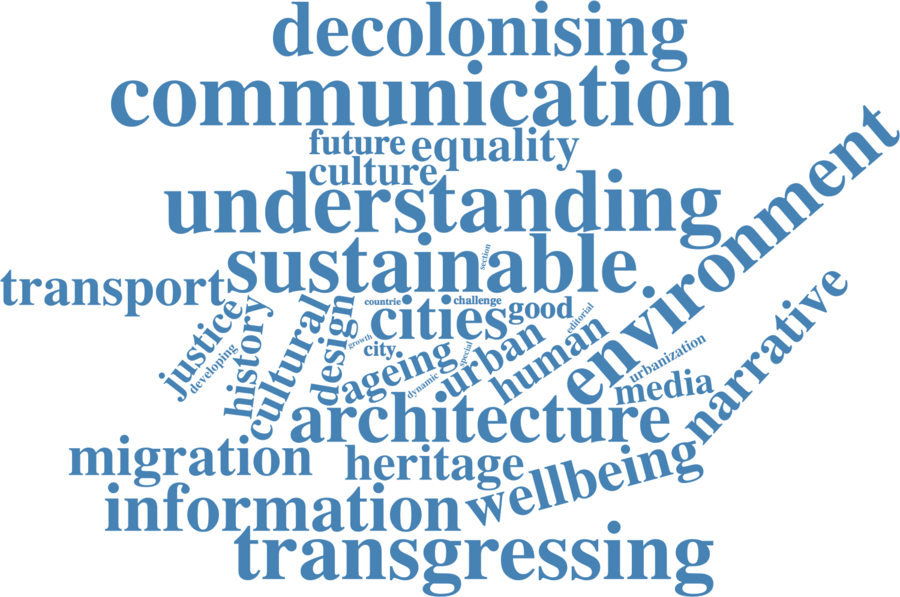 decolonising
communication
future equality
culture
understanding
environment
sustainable
section
transport
countrie challenge
cities good
justice
developing
history
cultural
design
growth
city
ageing
dynamic
special
urban
editorial
human
urbanization
media
narrative
architecture
migration
heritage
wellbeing
information
transgressing